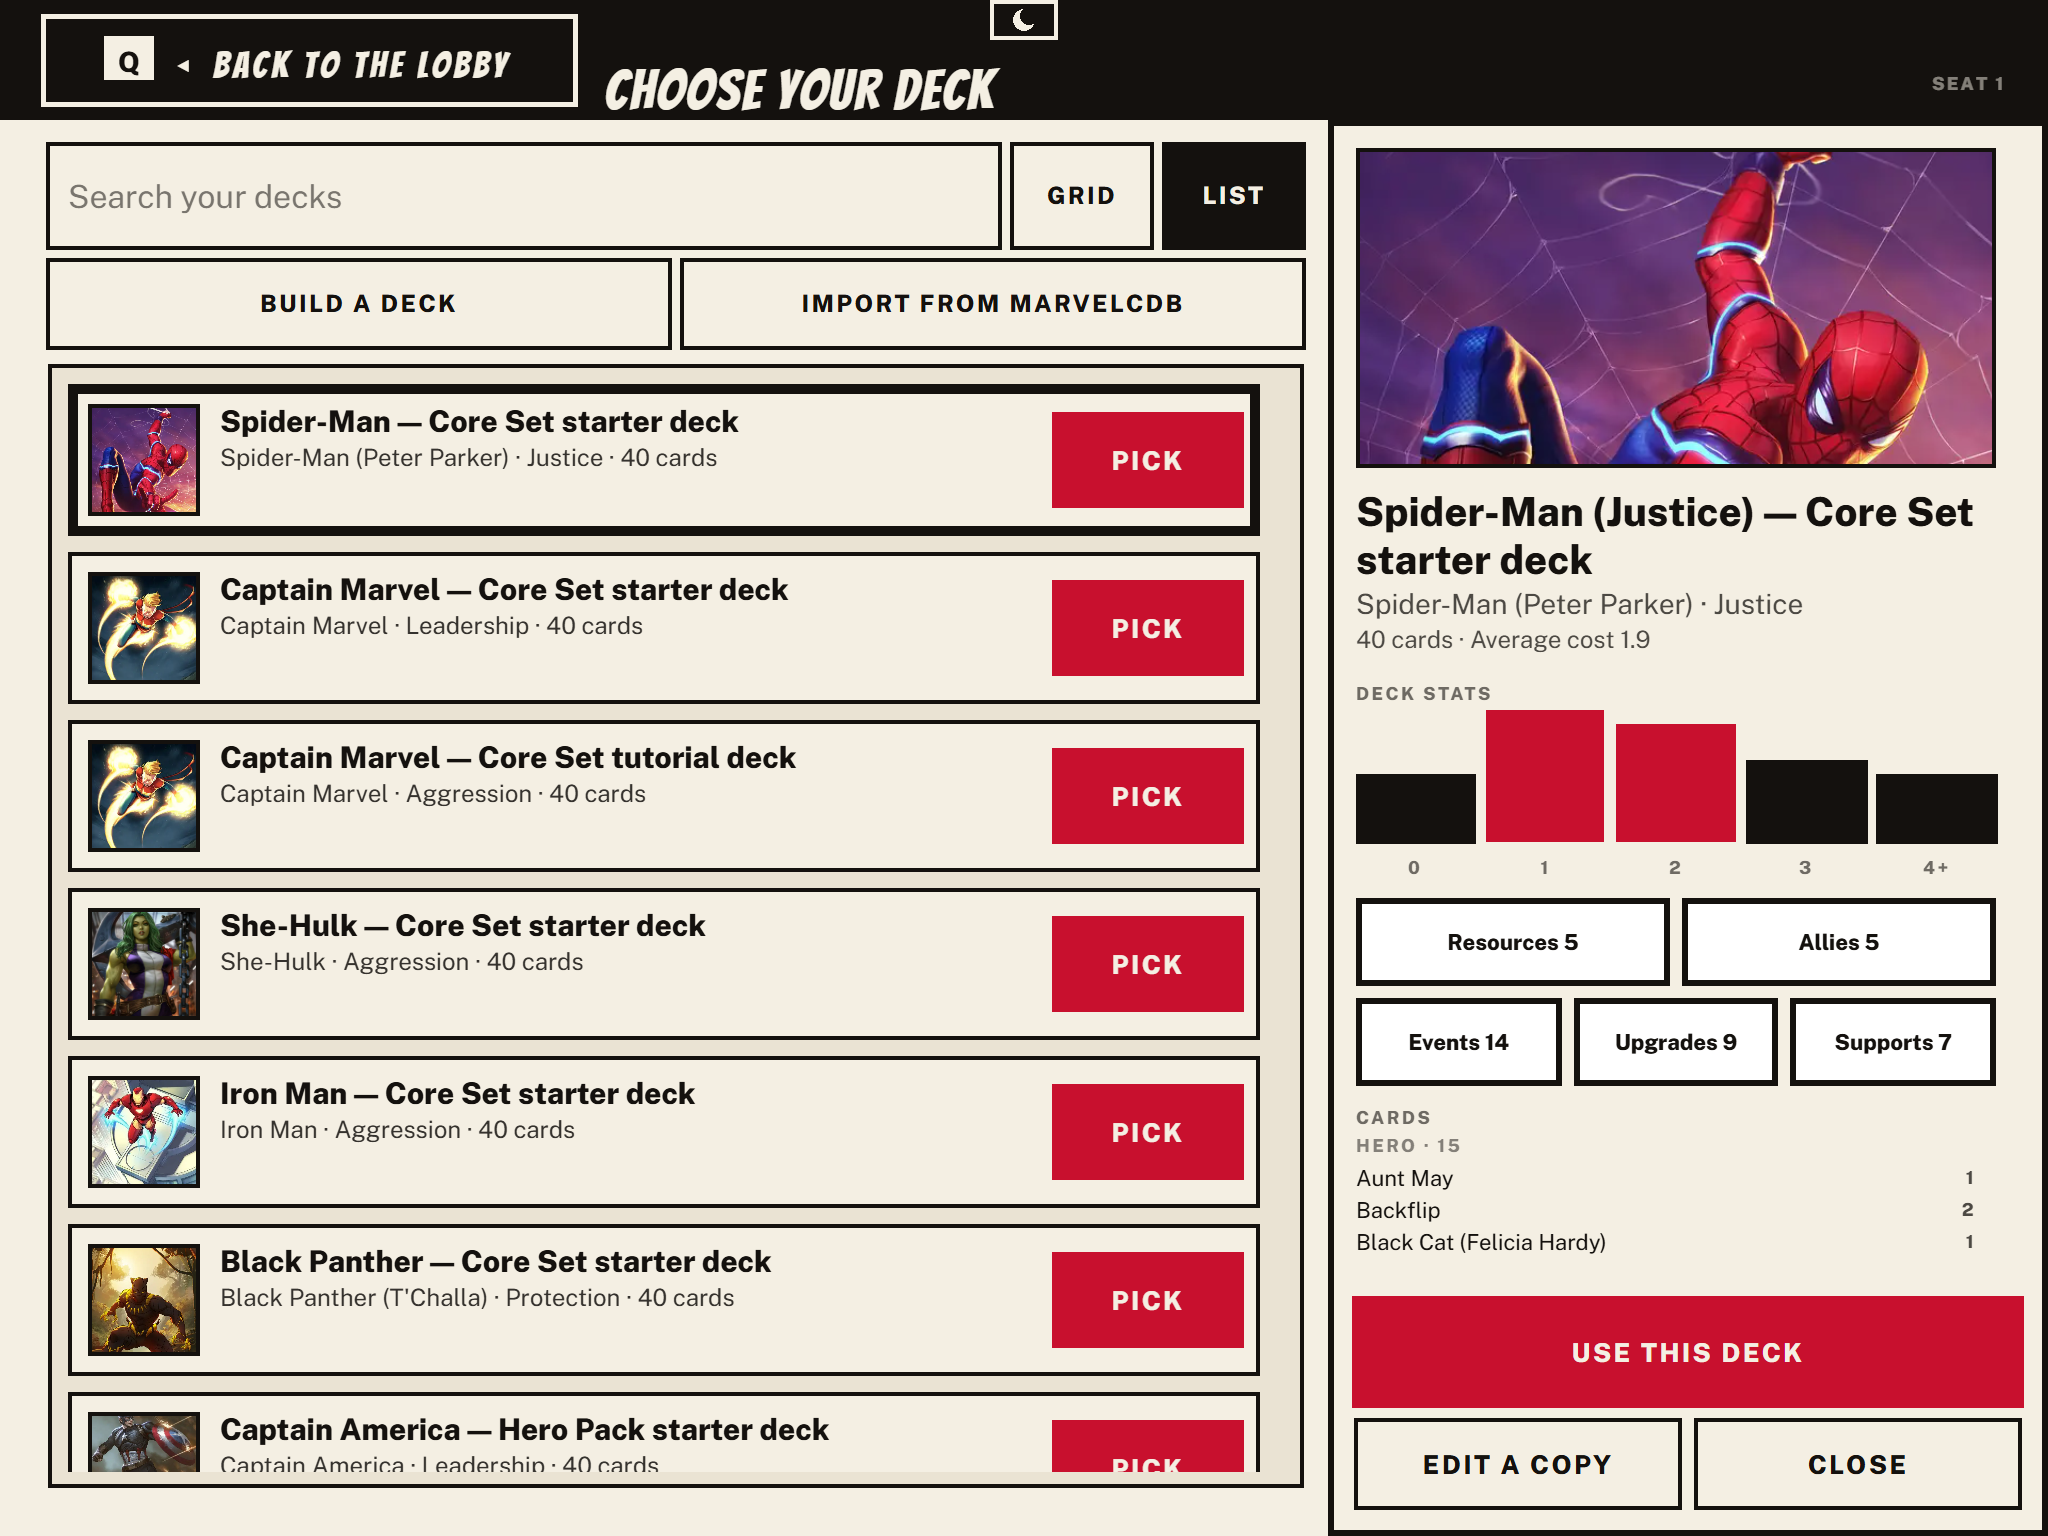 Q ◂ BACK TO THE LOBBY
CHOOSE YOUR DECK
SEAT 1
Search your decks
GRID
LIST
BUILD A DECK
IMPORT FROM MARVELCDB
Spider-Man — Core Set starter deck
Spider-Man (Peter Parker) · Justice · 40 cards
PICK
Captain Marvel — Core Set starter deck
Captain Marvel · Leadership · 40 cards
PICK
Captain Marvel — Core Set tutorial deck
Captain Marvel · Aggression · 40 cards
PICK
She-Hulk — Core Set starter deck
She-Hulk · Aggression · 40 cards
PICK
Iron Man — Core Set starter deck
Iron Man · Aggression · 40 cards
PICK
Black Panther — Core Set starter deck
Black Panther (T'Challa) · Protection · 40 cards
PICK
Captain America — Hero Pack starter deck
Captain America · Leadership · 40 cards
PICK
Spider-Man (Justice) — Core Set
starter deck
Spider-Man (Peter Parker) · Justice
40 cards · Average cost 1.9
DECK STATS
0 1 2 3 4+
Resources 5
Allies 5
Events 14
Upgrades 9
Supports 7
CARDS
HERO · 15
Aunt May 1
Backflip 2
Black Cat (Felicia Hardy) 1
USE THIS DECK
EDIT A COPY
CLOSE